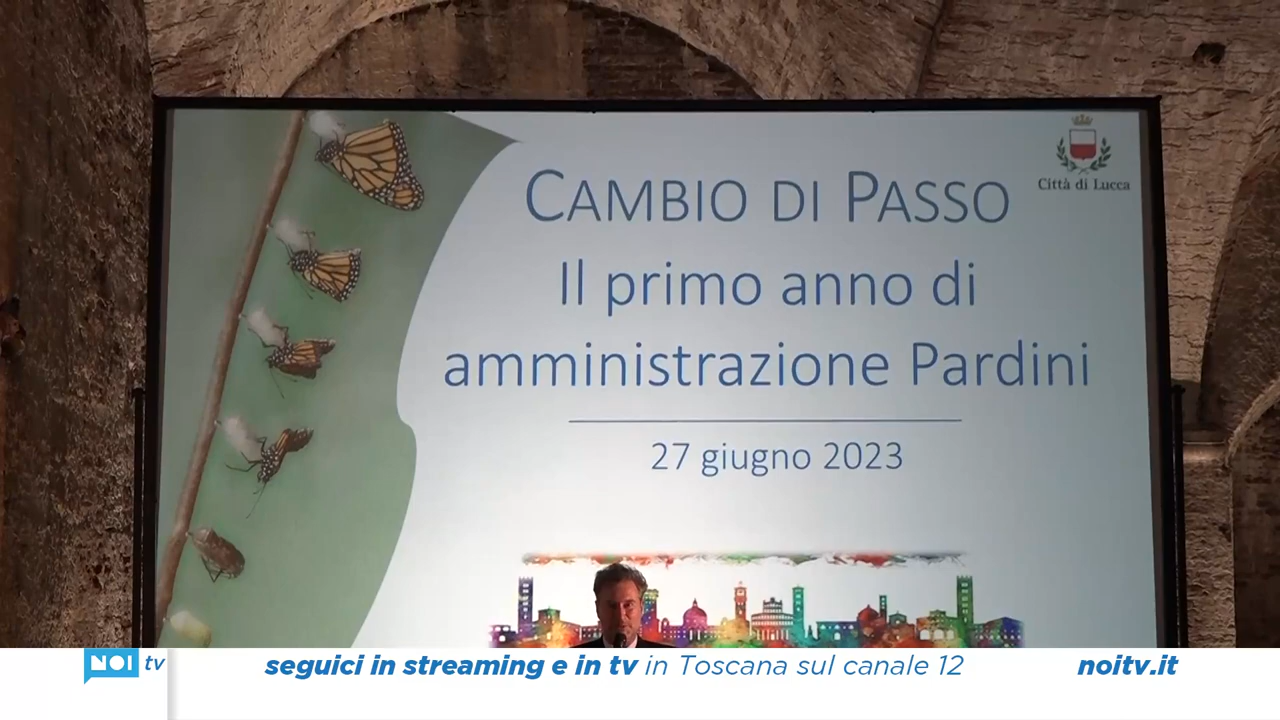 Città di Lucca
CAMBIO DI PASSO
Il primo anno di
amministrazione Pardini
27 giugno 2023
NOI tv
seguici in streaming e in tv in Toscana sul canale 12
noitv.it